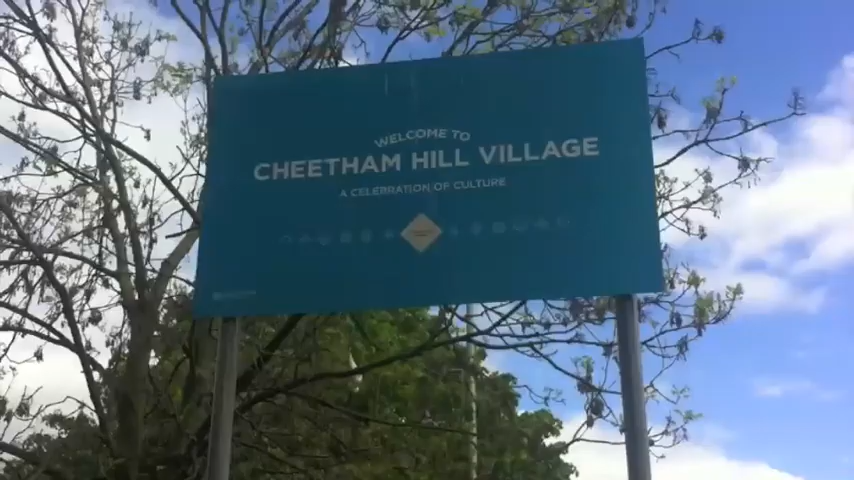 WELCOME TO
CHEETHAM HILL VILLAGE
A CELEBRATION OF CULTURE